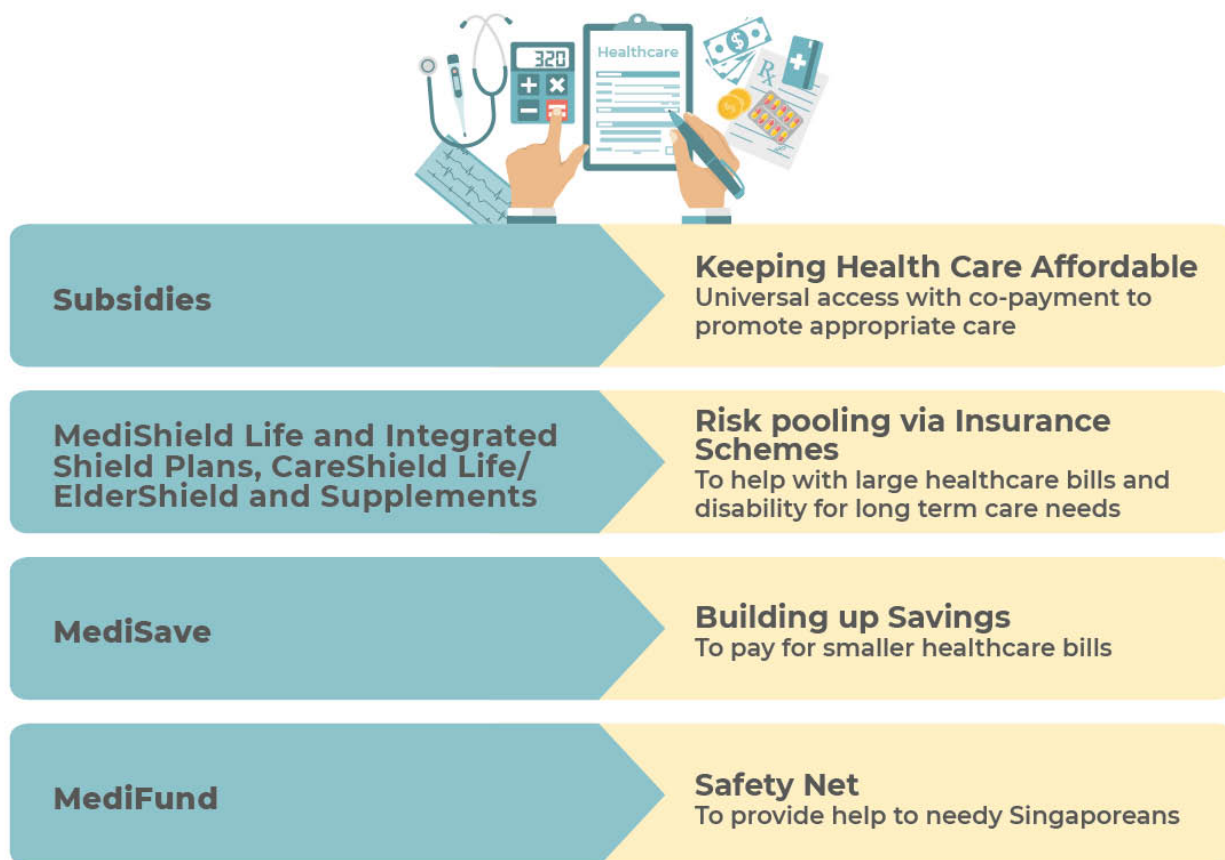 320
Healthcare
Rx
Subsidies
Keeping Health Care Affordable
Universal access with co-payment to
promote appropriate care
MediShield Life and Integrated
Shield Plans, CareShield Life/
ElderShield and Supplements
Risk pooling via Insurance
Schemes
To help with large healthcare bills and
disability for long term care needs
MediSave
Building up Savings
To pay for smaller healthcare bills
MediFund
Safety Net
To provide help to needy Singaporeans